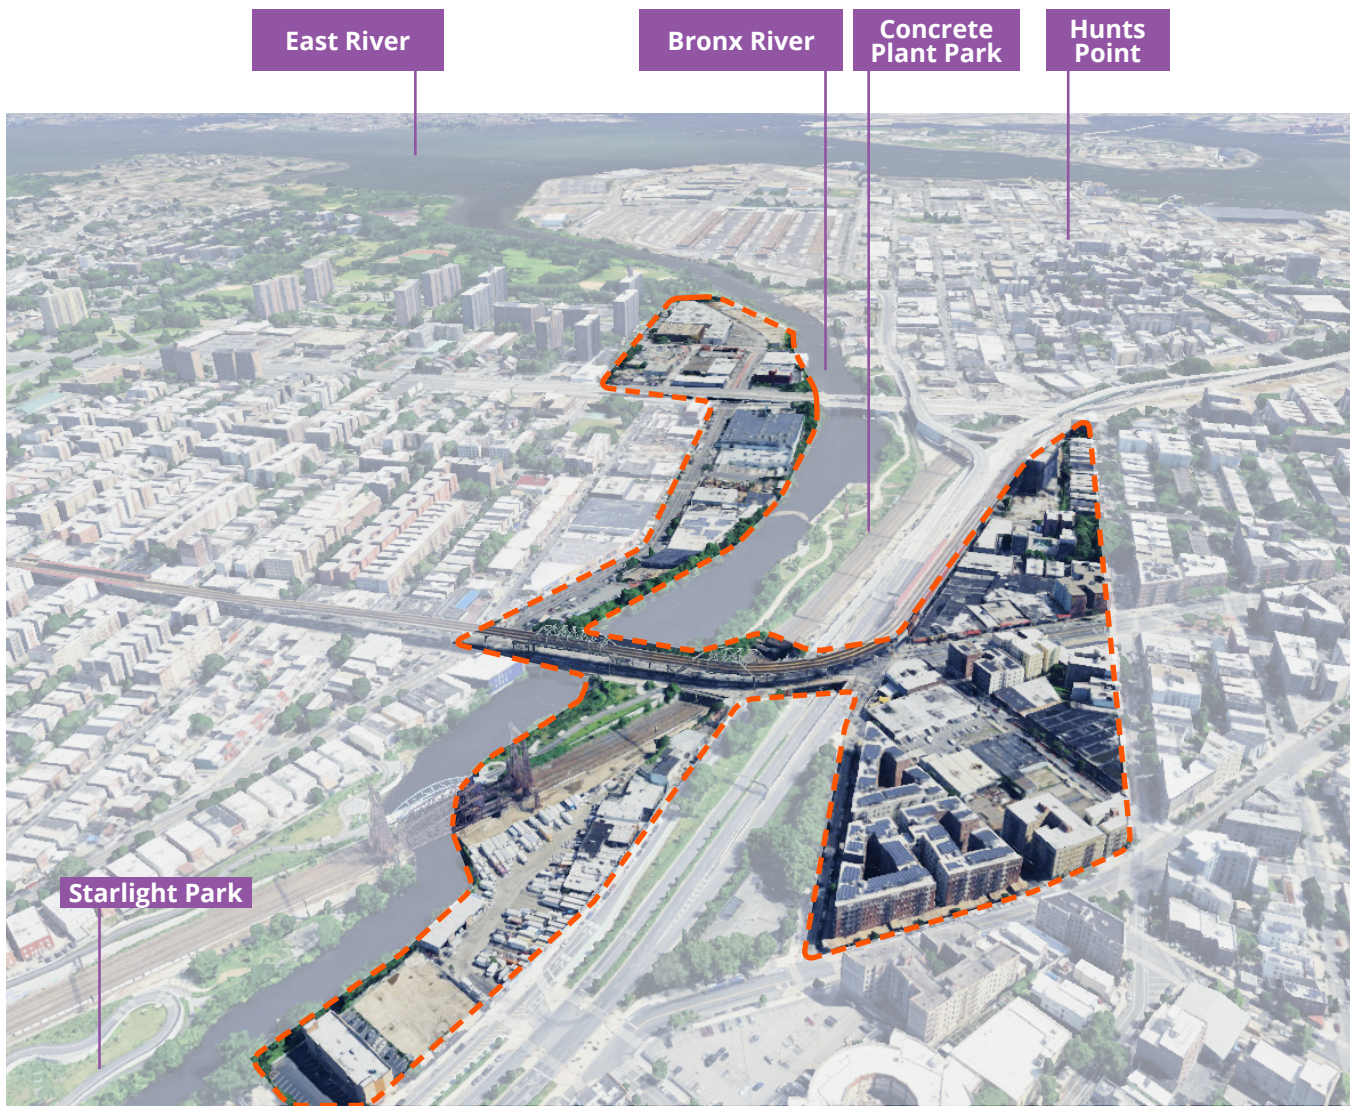 East River
Bronx River
Concrete
Plant Park
Hunts
Point
Starlight Park